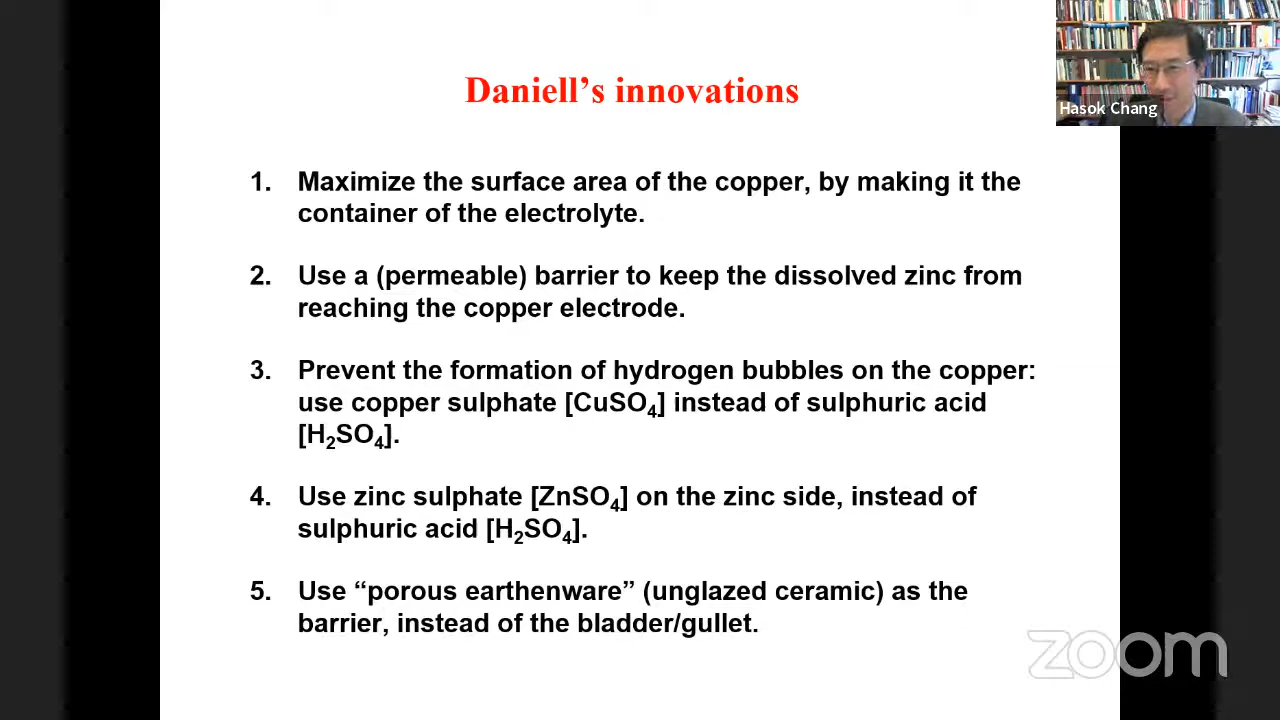 Daniell’s innovations
Hasok Chang
1. Maximize the surface area of the copper, by making it the
container of the electrolyte.
2. Use a (permeable) barrier to keep the dissolved zinc from
reaching the copper electrode.
3. Prevent the formation of hydrogen bubbles on the copper:
use copper sulphate [CuSO₄] instead of sulphuric acid
[H₂SO₄].
4. Use zinc sulphate [ZnSO₄] on the zinc side, instead of
sulphuric acid [H₂SO₄].
5. Use “porous earthenware” (unglazed ceramic) as the
barrier, instead of the bladder/gullet.
zoom